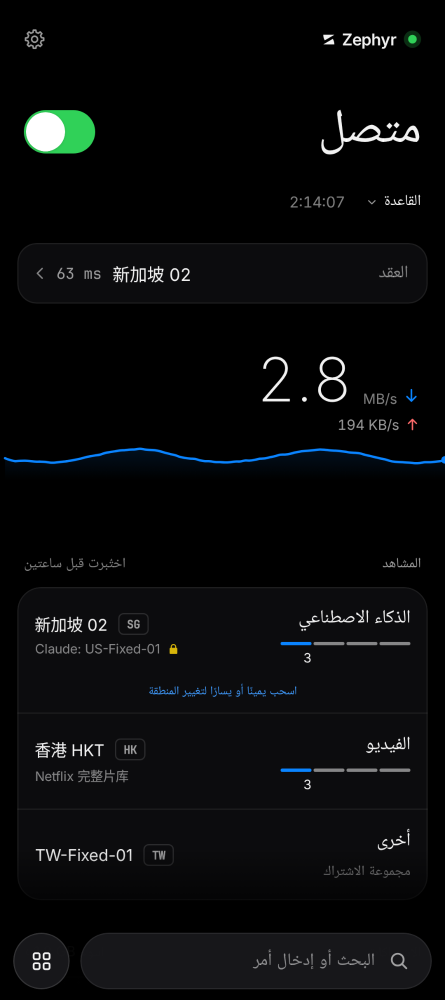 Zephyr
متصل
القاعدة 2:14:07
العقد 新加坡 02 63 ms
2.8 MB/s
194 KB/s
المشاهد اختُبرت قبل ساعتين
الذكاء الاصطناعي 新加坡 02 SG
Claude: US-Fixed-01
3
اسحب يمينًا أو يسارًا لتغيير المنطقة
الفيديو 香港 HKT HK
Netflix 完整片库
3
أخرى TW-Fixed-01 TW
مجموعة الاشتراك
البحث أو إدخال أمر